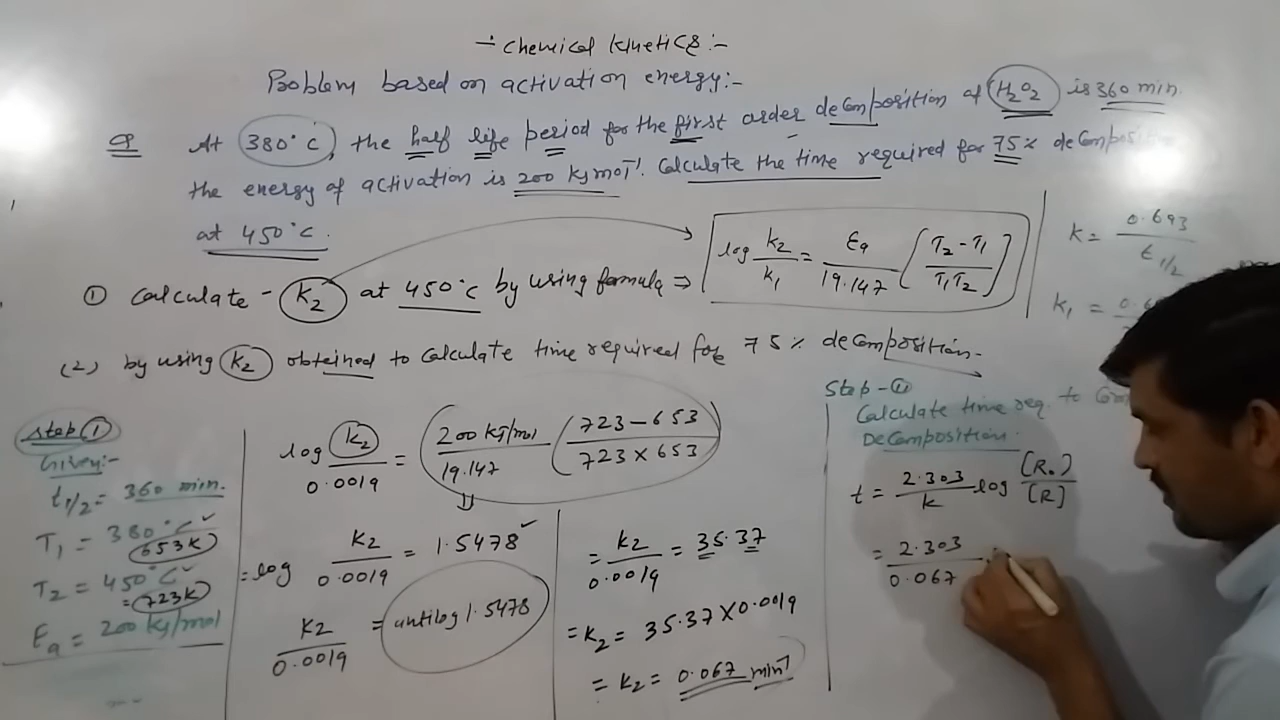 ∸ Chemical Kinetics:-
Problem based on activation energy:-
Q At 380°C, the half life period for the first order decomposition of H₂O₂ is 360 min
the energy of activation is 200 kJ mol⁻¹. Calculate the time required for 75% decompositio
at 450°C.
① Calculate - K₂ at 450°C by using formula ⇒ log K₂/K₁ = Ea/19.147 (T₂-T₁/T₁T₂)
K = 0.693/t1/2
K₁ =
(2) by using K₂ obtained to calculate time required for 75% decomposition.
Step ①
Given:-
t1/2 = 360 min.
T₁ = 380°C
653K
T₂ = 450°C
= 723K
Ea = 200 kJ/mol
log K₂/0.0019 = 200 kJ/mol/19.147 (723-653/723×653)
= log K₂/0.0019 = 1.5478
K₂/0.0019 = antilog 1.5478
= K₂/0.0019 = 35.37
= K₂ = 35.37×0.0019
= K₂ = 0.067 min⁻¹
Step-②
Calculate time req. to
Decomposition.
t = 2.303/K log [R₀]/[R]
= 2.303/0.067